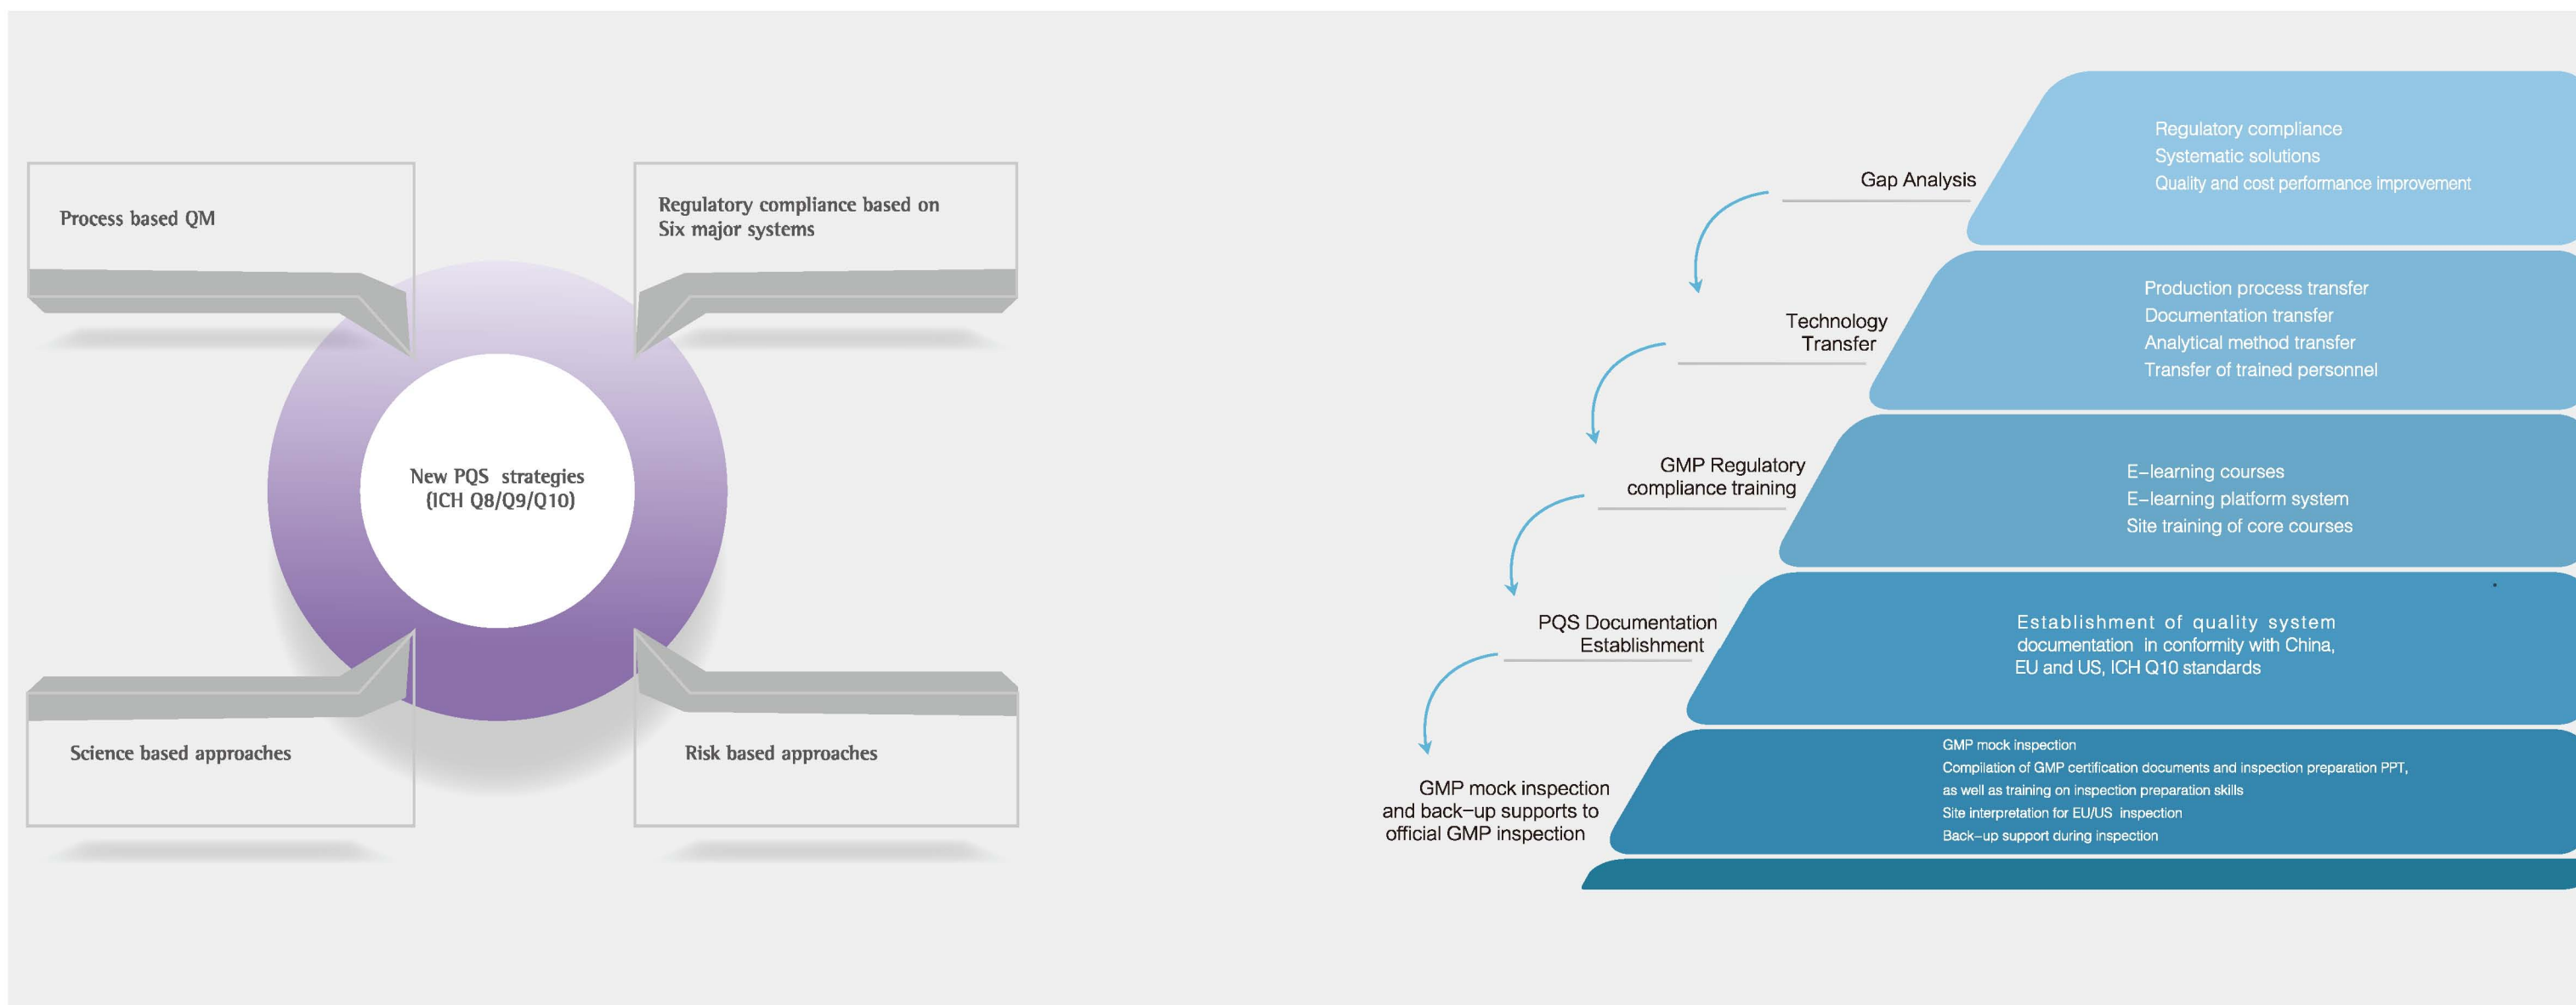 Process based QM
Regulatory compliance based on
Six major systems
New PQS strategies
(ICH Q8/Q9/Q10)
Science based approaches
Risk based approaches
Gap Analysis
Regulatory compliance
Systematic solutions
Quality and cost performance improvement
Technology
Transfer
Production process transfer
Documentation transfer
Analytical method transfer
Transfer of trained personnel
GMP Regulatory
compliance training
E-learning courses
E-learning platform system
Site training of core courses
PQS Documentation
Establishment
Establishment of quality system
documentation in conformity with China,
EU and US, ICH Q10 standards
GMP mock inspection
and back-up supports to
official GMP inspection
GMP mock inspection
Compilation of GMP certification documents and inspection preparation PPT,
as well as training on inspection preparation skills
Site interpretation for EU/US inspection
Back-up support during inspection